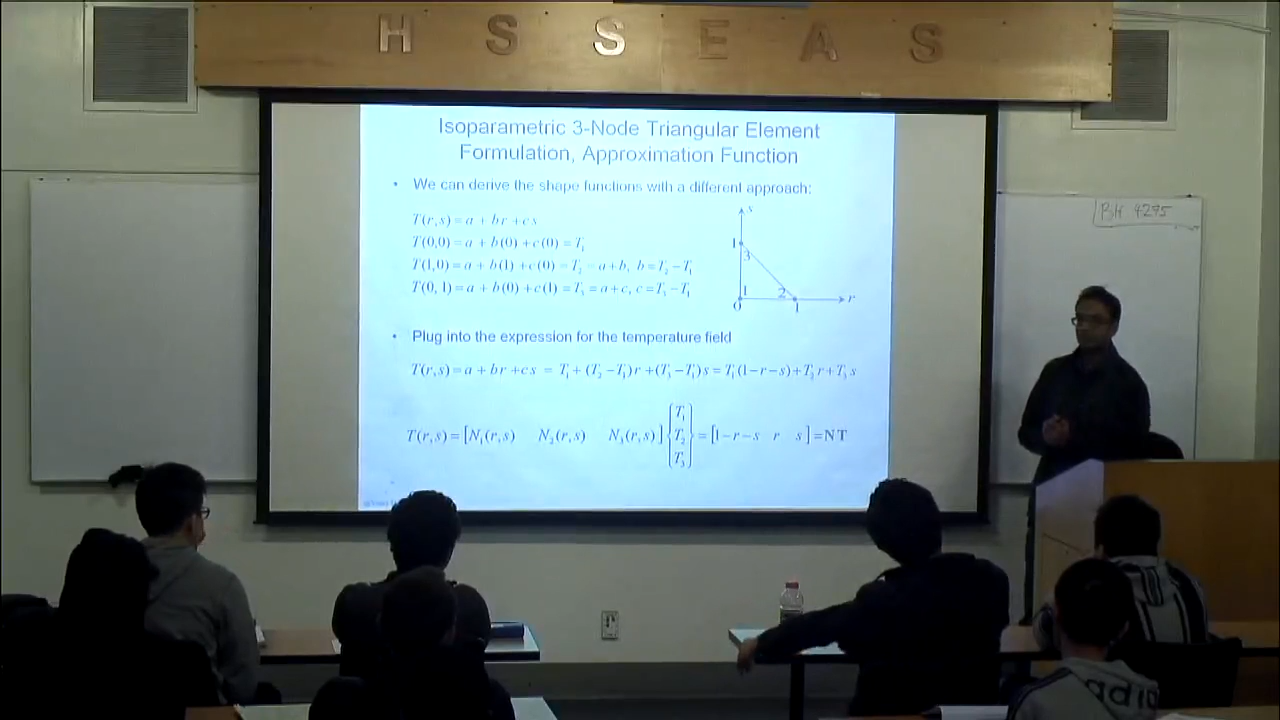 H S S E A S
BH 4275
Isoparametric 3-Node Triangular Element
Formulation, Approximation Function
• We can derive the shape functions with a different approach:
T(r,s) = a + br + cs
T(0,0) = a + b(0) + c(0) = T₁
T(1,0) = a + b(1) + c(0) = T₂ = a+b, b = T₂ − T₁
T(0, 1) = a + b(0) + c(1) = T₃ = a+c, c = T₃ − T₁
s
1
3
1
2
r
0
1
• Plug into the expression for the temperature field
T(r,s) = a + br + cs = T₁ + (T₂ − T₁)r + (T₃ − T₁)s = T₁(1−r−s) + T₂r + T₃s
T(r,s) = [N₁(r,s) N₂(r,s) N₃(r,s)] {T₁ T₂ T₃} = [1−r−s r s] = NT
adid